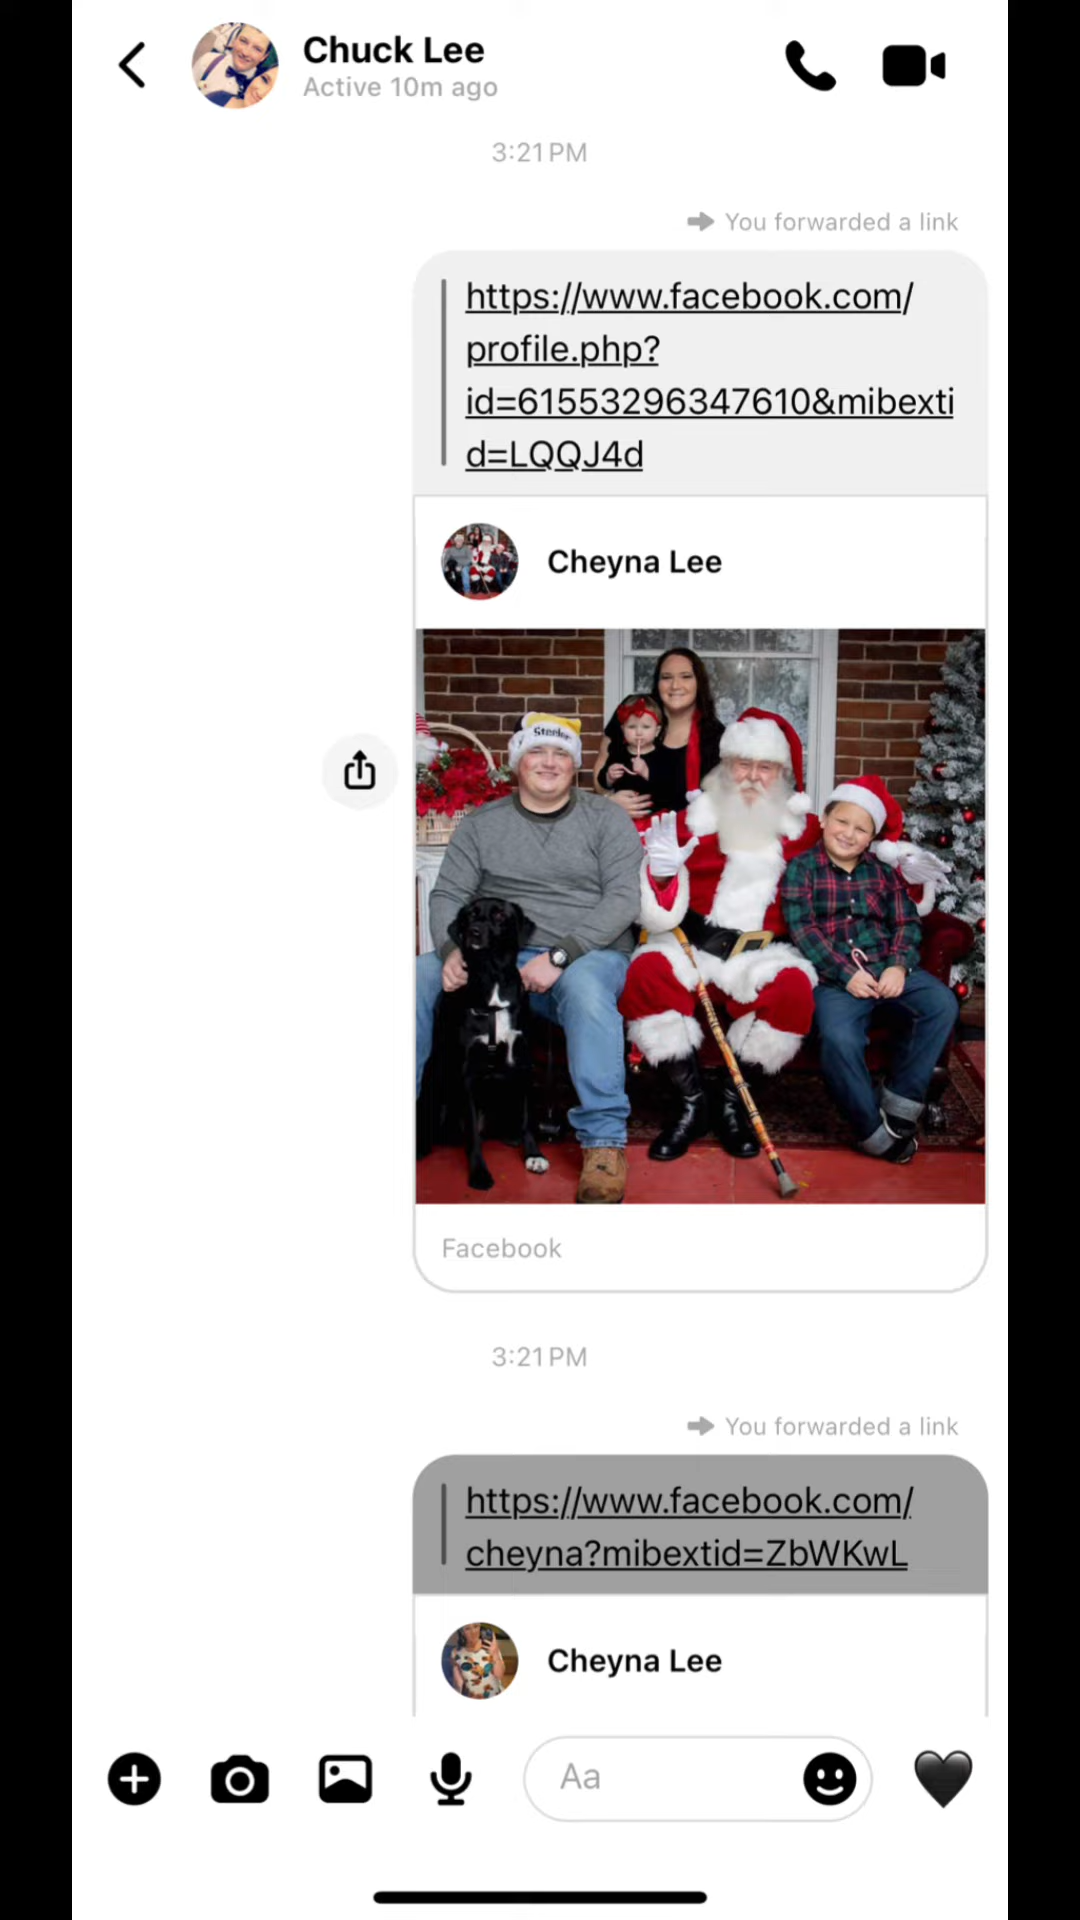 Chuck Lee
Active 10m ago
3:21 PM
You forwarded a link
https://www.facebook.com/
profile.php?
id=61553296347610&mibexti
d=LQQJ4d
Cheyna Lee
Steelers
Facebook
3:21 PM
You forwarded a link
https://www.facebook.com/
cheyna?mibextid=ZbWKwL
Cheyna Lee
Aa